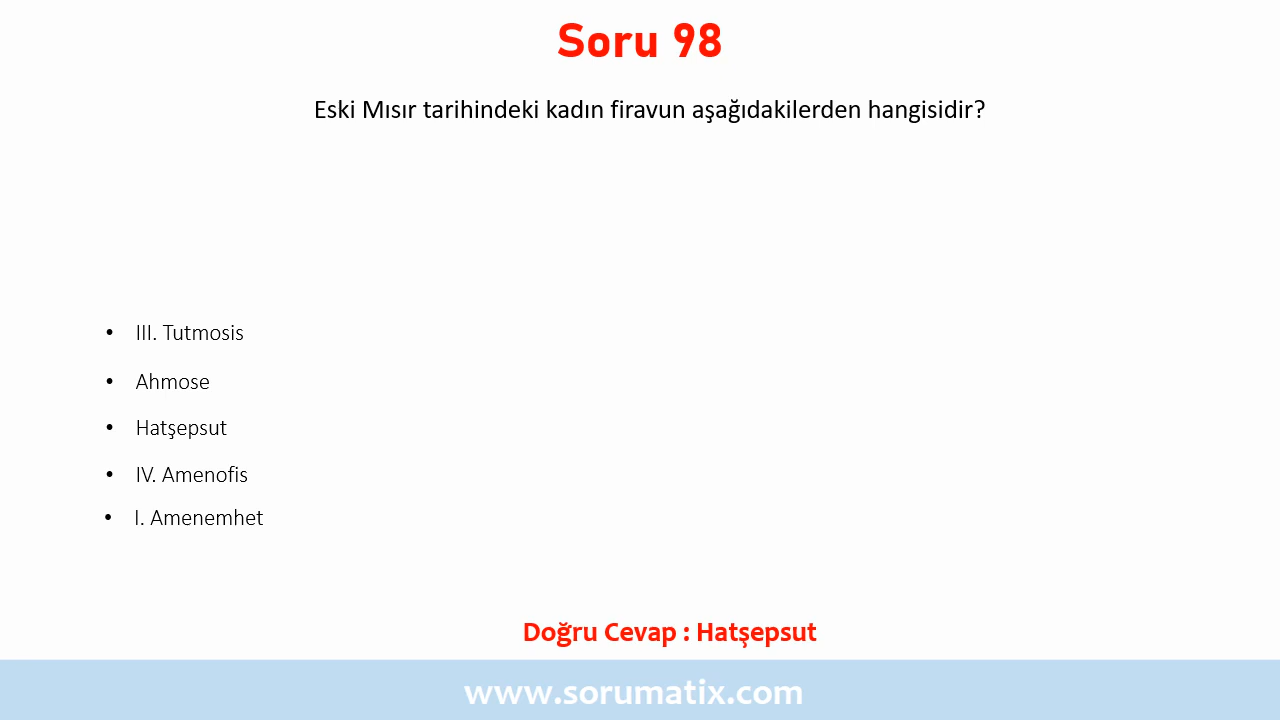 Soru 98
Eski Mısır tarihindeki kadın firavun aşağıdakilerden hangisidir?
• III. Tutmosis
• Ahmose
• Hatşepsut
• IV. Amenofis
• I. Amenemhet
Doğru Cevap : Hatşepsut
www.sorumatix.com